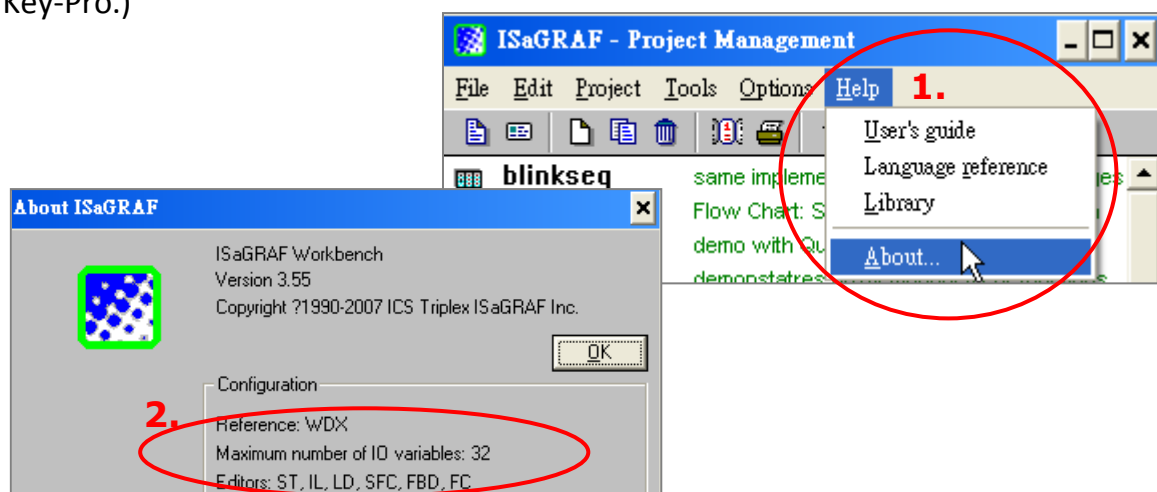 Key-Pro.)
ISaGRAF - Project Management
File Edit Project Tools Options Help
1.
User's guide
Language reference
Library
About...
blinkseq
same impleme
Flow Chart: S
demo with Qu
demonstatres
About ISaGRAF
ISaGRAF Workbench
Version 3.55
Copyright ?1990-2007 ICS Triplex ISaGRAF Inc.
OK
Configuration
2.
Reference: WDX
Maximum number of IO variables: 32
Editors: ST, IL, LD, SFC, FBD, FC